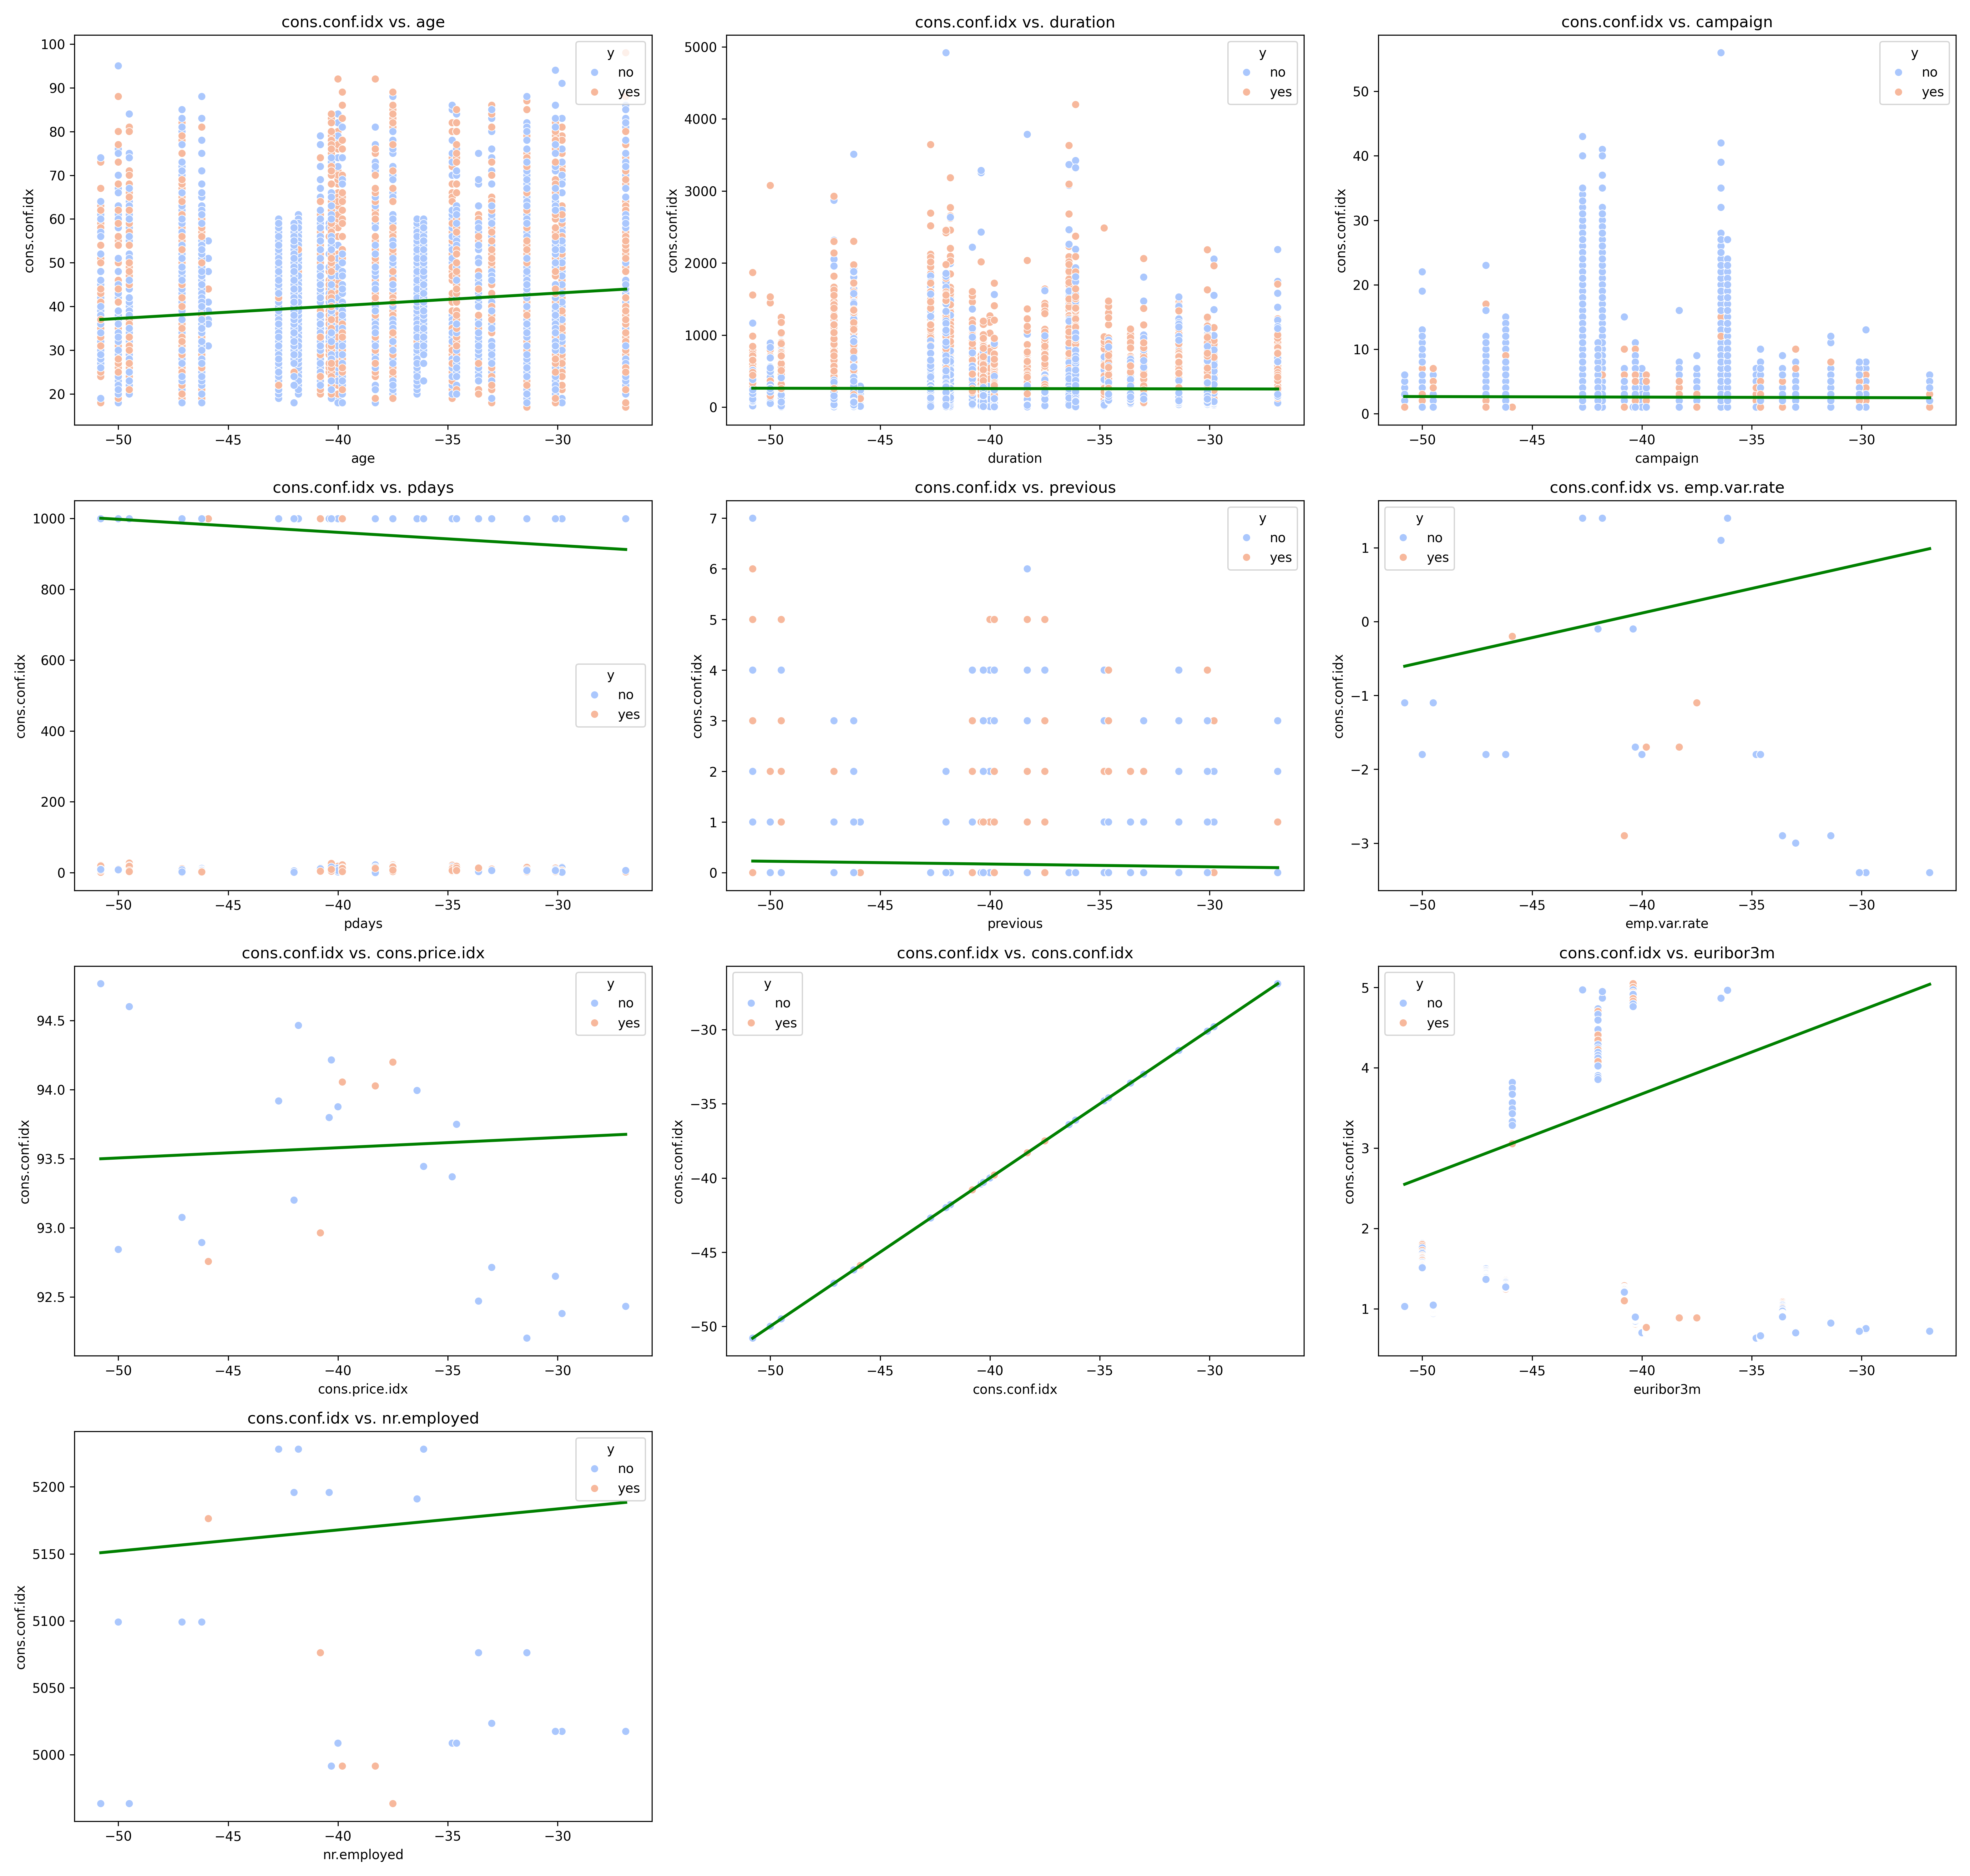 cons.conf.idx vs. age
cons.conf.idx
100
90
80
70
60
50
40
30
20
−50
−45
−40
−35
−30
age
y
no
yes
cons.conf.idx vs. duration
cons.conf.idx
5000
4000
3000
2000
1000
0
−50
−45
−40
−35
−30
duration
y
no
yes
cons.conf.idx vs. campaign
cons.conf.idx
50
40
30
20
10
0
−50
−45
−40
−35
−30
campaign
y
no
yes
cons.conf.idx vs. pdays
cons.conf.idx
1000
800
600
400
200
0
−50
−45
−40
−35
−30
pdays
y
no
yes
cons.conf.idx vs. previous
cons.conf.idx
7
6
5
4
3
2
1
0
−50
−45
−40
−35
−30
previous
y
no
yes
cons.conf.idx vs. emp.var.rate
cons.conf.idx
1
0
−1
−2
−3
−50
−45
−40
−35
−30
emp.var.rate
y
no
yes
cons.conf.idx vs. cons.price.idx
cons.conf.idx
94.5
94.0
93.5
93.0
92.5
−50
−45
−40
−35
−30
cons.price.idx
y
no
yes
cons.conf.idx vs. cons.conf.idx
cons.conf.idx
−30
−35
−40
−45
−50
−50
−45
−40
−35
−30
cons.conf.idx
y
no
yes
cons.conf.idx vs. euribor3m
cons.conf.idx
5
4
3
2
1
−50
−45
−40
−35
−30
euribor3m
y
no
yes
cons.conf.idx vs. nr.employed
cons.conf.idx
5200
5150
5100
5050
5000
−50
−45
−40
−35
−30
nr.employed
y
no
yes